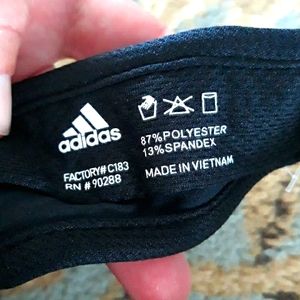 adidas
FACTORY# C183
RN # 90288
87% POLYESTER
13% SPANDEX
MADE IN VIETNAM